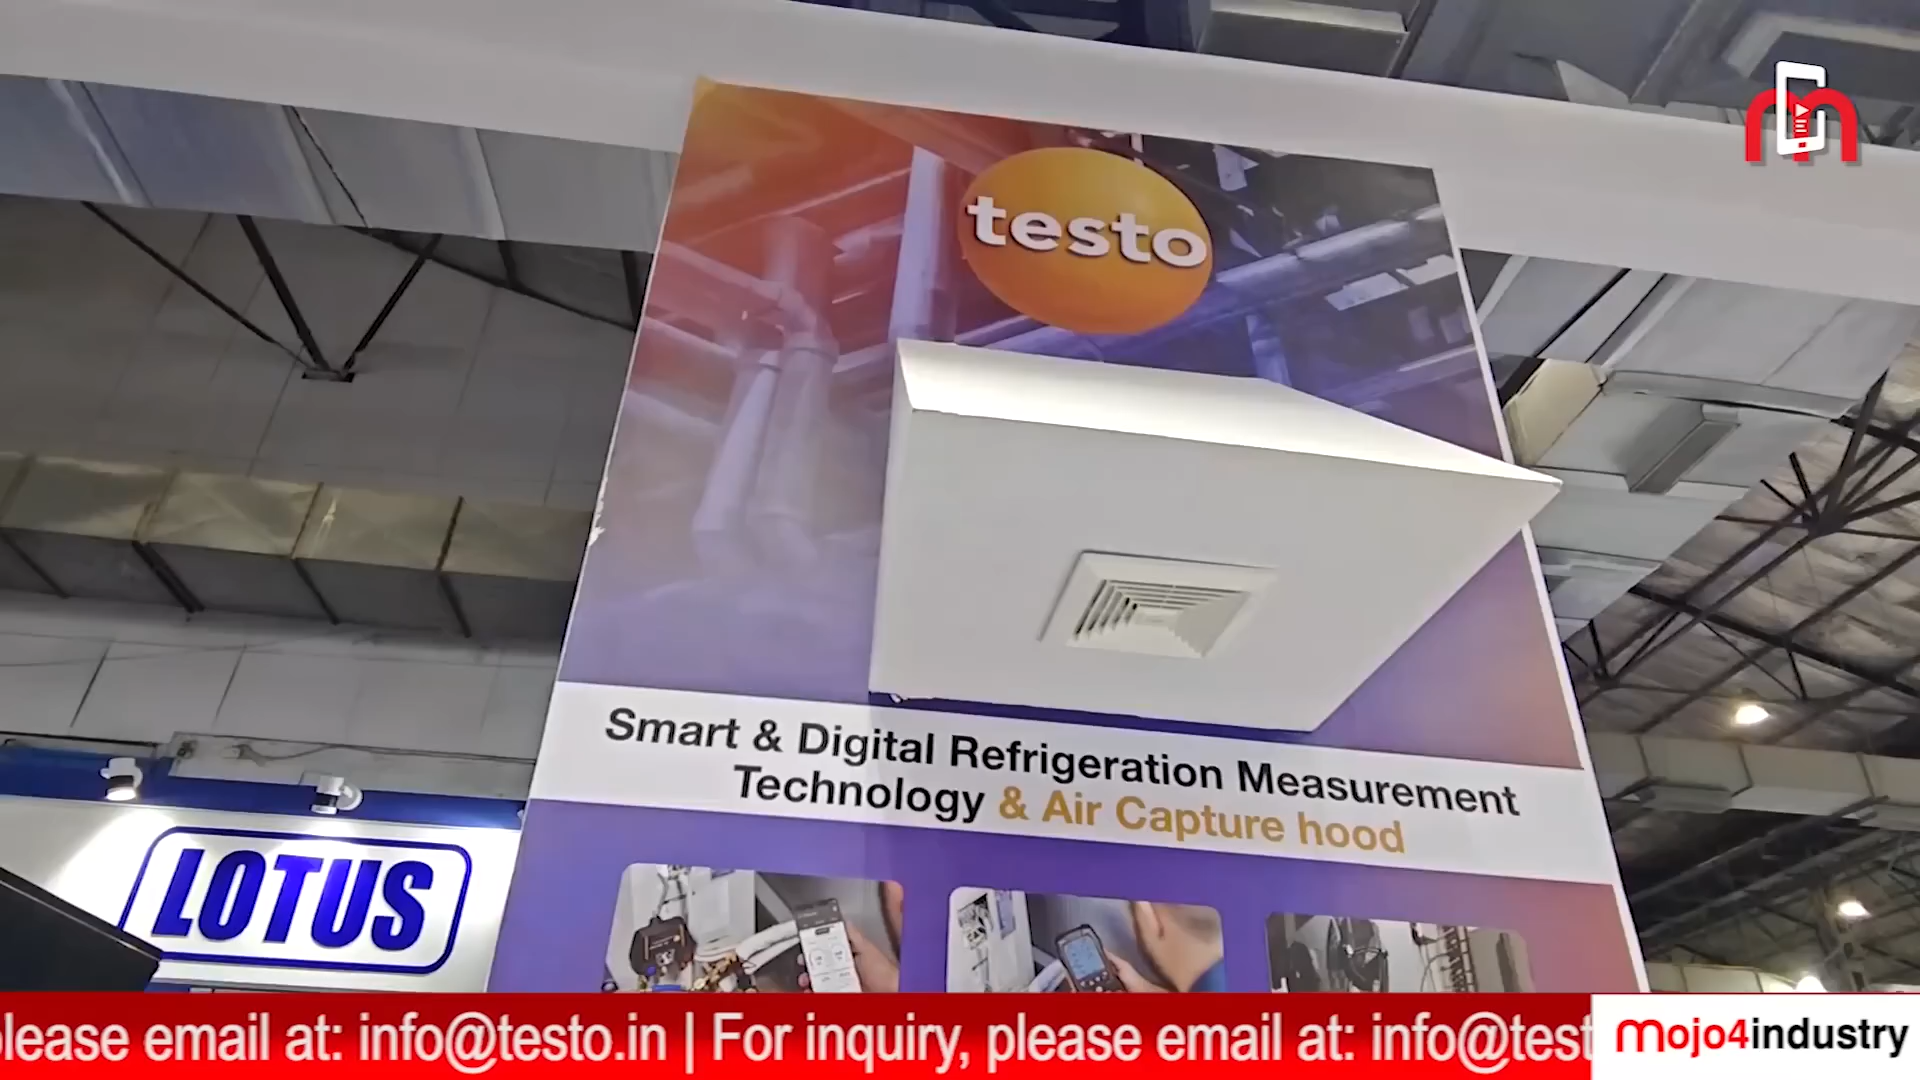 testo
Smart & Digital Refrigeration Measurement
Technology & Air Capture hood
LOTUS
please email at: info@testo.in | For inquiry, please email at: info@test
mojo4industry